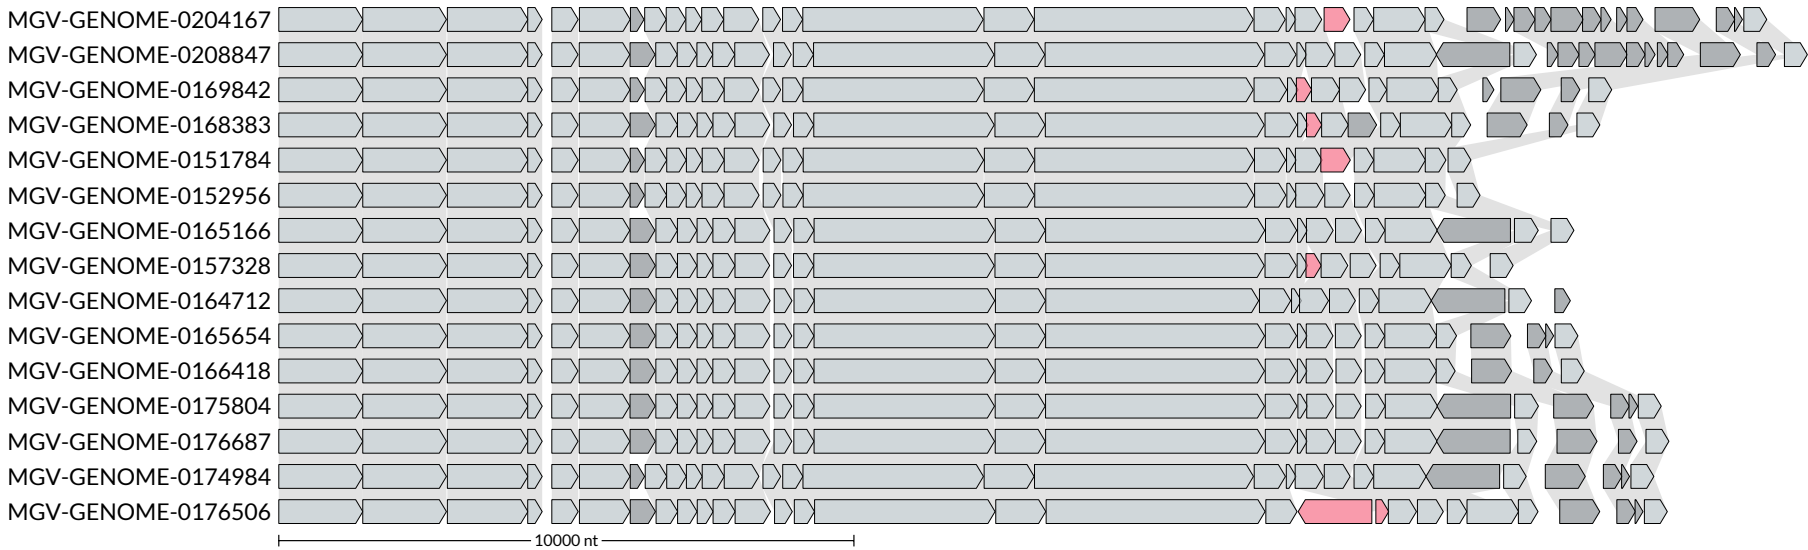 MGV-GENOME-0204167
MGV-GENOME-0208847
MGV-GENOME-0169842
MGV-GENOME-0168383
MGV-GENOME-0151784
MGV-GENOME-0152956
MGV-GENOME-0165166
MGV-GENOME-0157328
MGV-GENOME-0164712
MGV-GENOME-0165654
MGV-GENOME-0166418
MGV-GENOME-0175804
MGV-GENOME-0176687
MGV-GENOME-0174984
MGV-GENOME-0176506
10000 nt